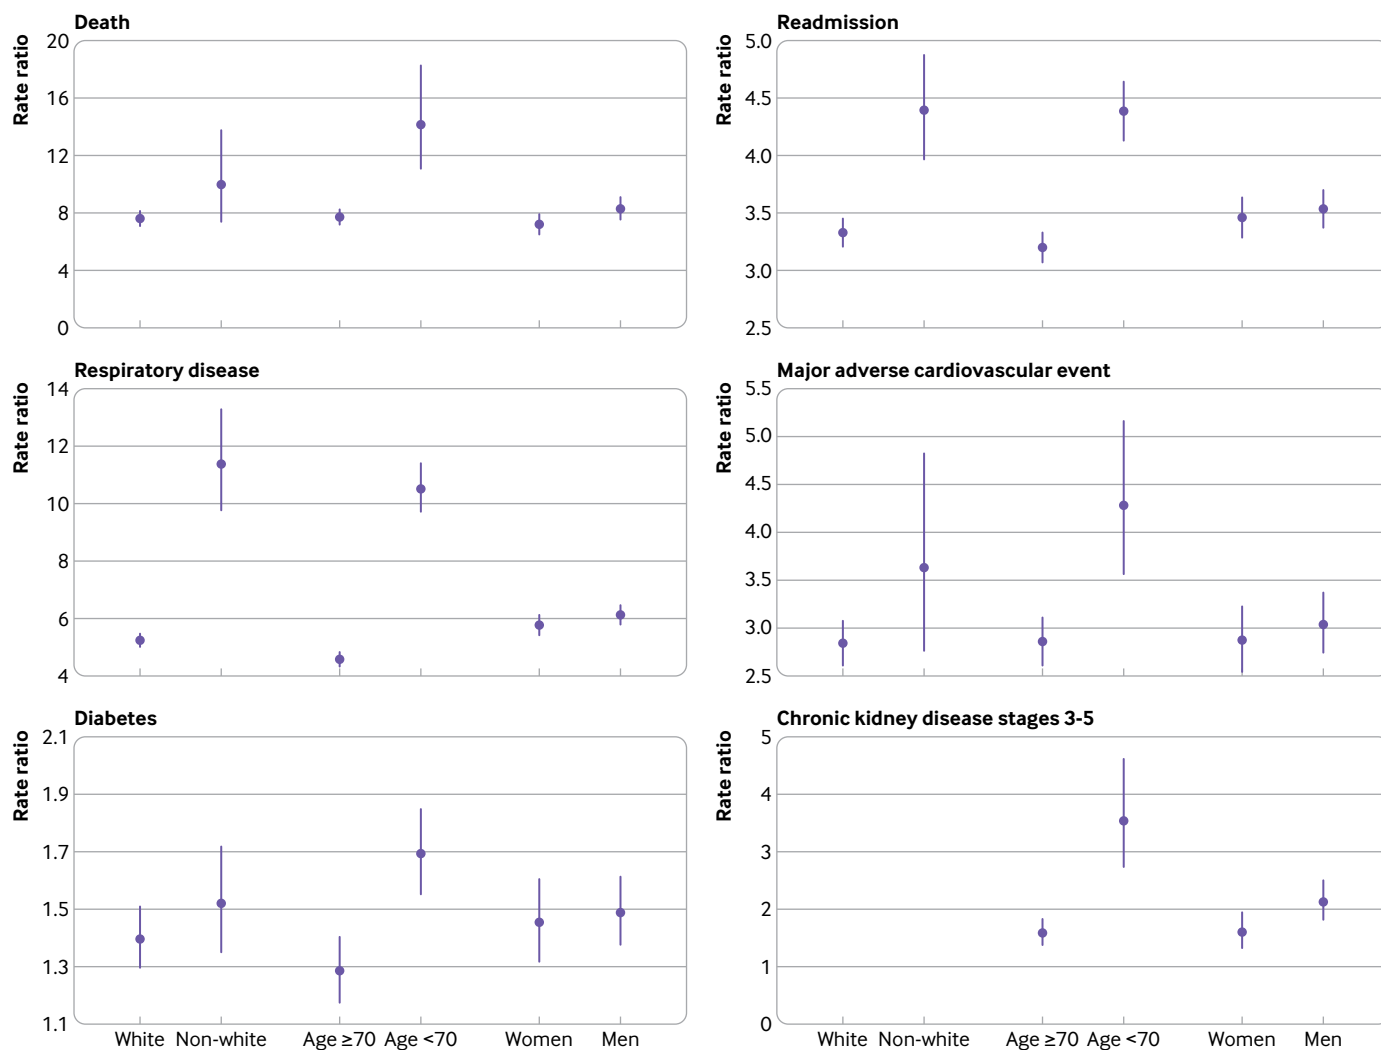 Death
Rate ratio
20
16
12
8
4
0
Readmission
Rate ratio
5.0
4.5
4.0
3.5
3.0
2.5
Respiratory disease
Rate ratio
14
12
10
8
6
4
Major adverse cardiovascular event
Rate ratio
5.5
5.0
4.5
4.0
3.5
3.0
2.5
Diabetes
Rate ratio
2.1
1.9
1.7
1.5
1.3
1.1
White Non-white Age ≥70 Age <70 Women Men
Chronic kidney disease stages 3-5
Rate ratio
5
4
3
2
1
0
White Non-white Age ≥70 Age <70 Women Men